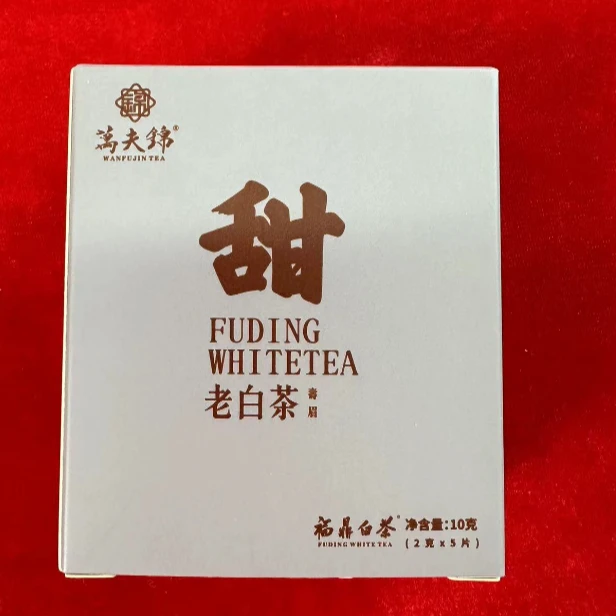 萬夫錦®
WANFUJIN TEA
甜
FUDING
WHITETEA
老白茶 壽眉
福鼎白茶® 净含量:10克
FUDING WHITE TEA (2克x5片)